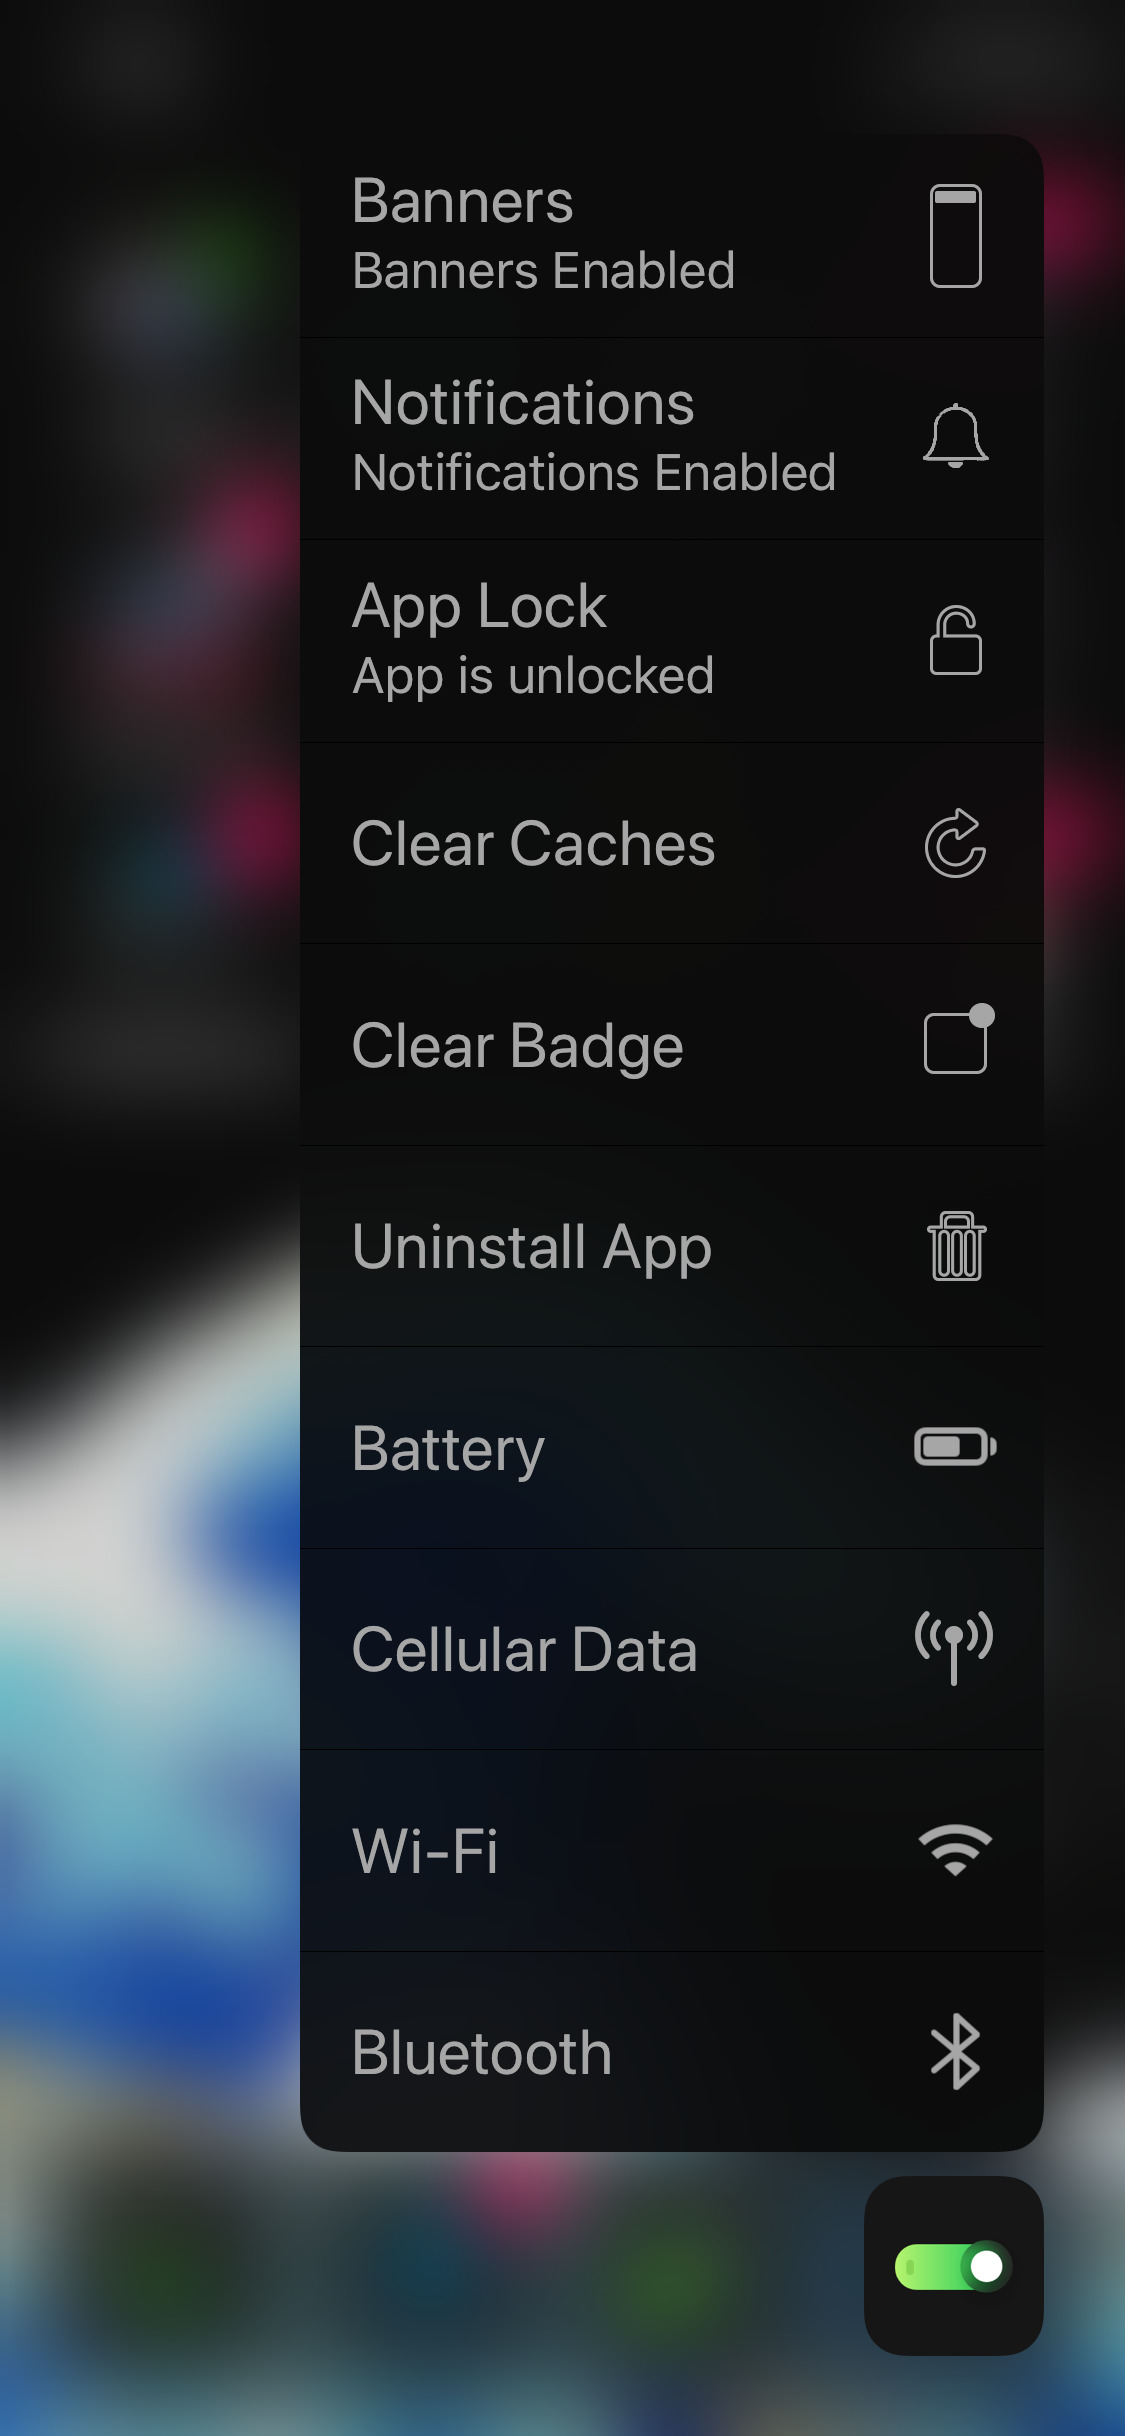 Banners
Banners Enabled
Notifications
Notifications Enabled
App Lock
App is unlocked
Clear Caches
Clear Badge
Uninstall App
Battery
Cellular Data
Wi-Fi
Bluetooth